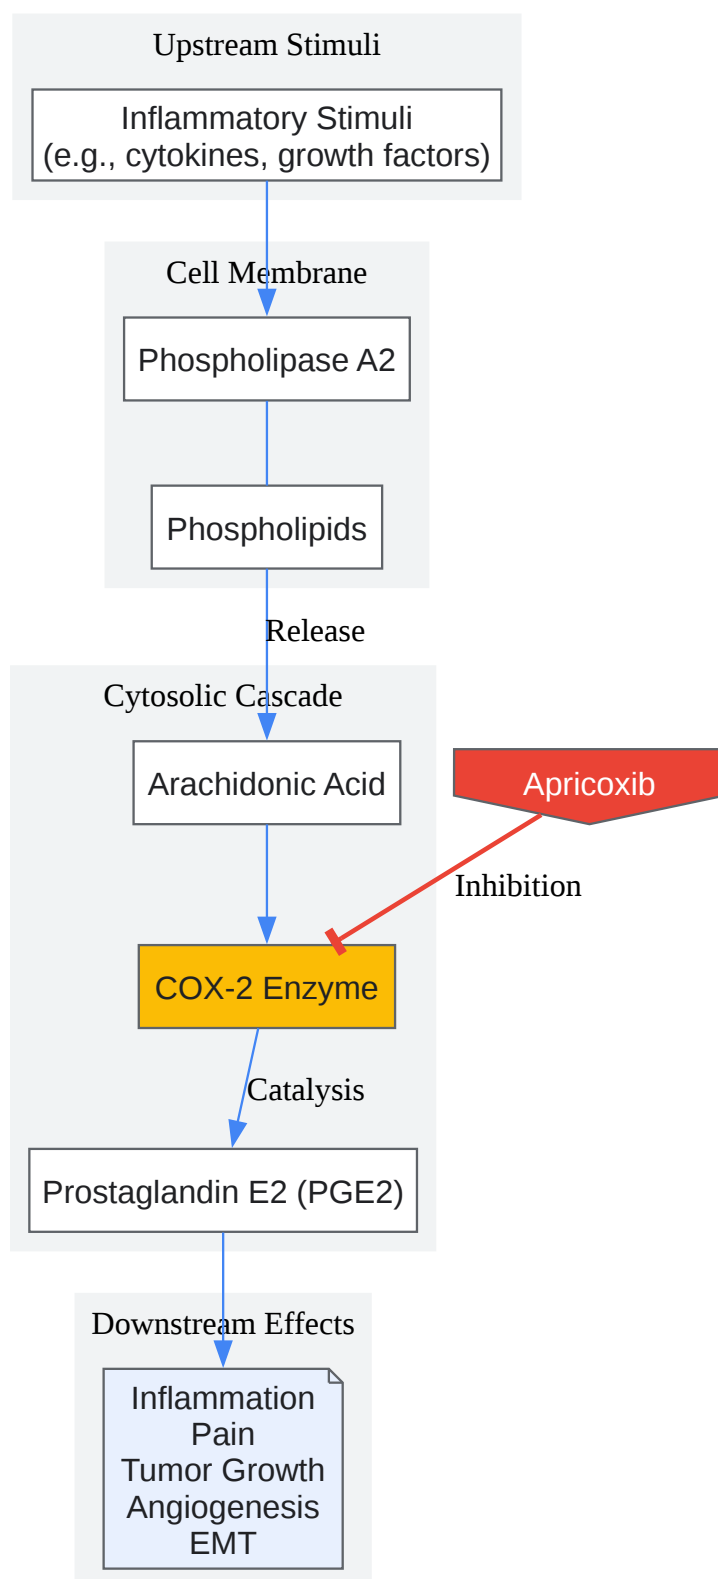 Upstream Stimuli
Inflammatory Stimuli
(e.g., cytokines, growth factors)
Cell Membrane
Phospholipase A2
Phospholipids
Release
Cytosolic Cascade
Arachidonic Acid
Apricoxib
Inhibition
COX-2 Enzyme
Catalysis
Prostaglandin E2 (PGE2)
Downstream Effects
Inflammation
Pain
Tumor Growth
Angiogenesis
EMT